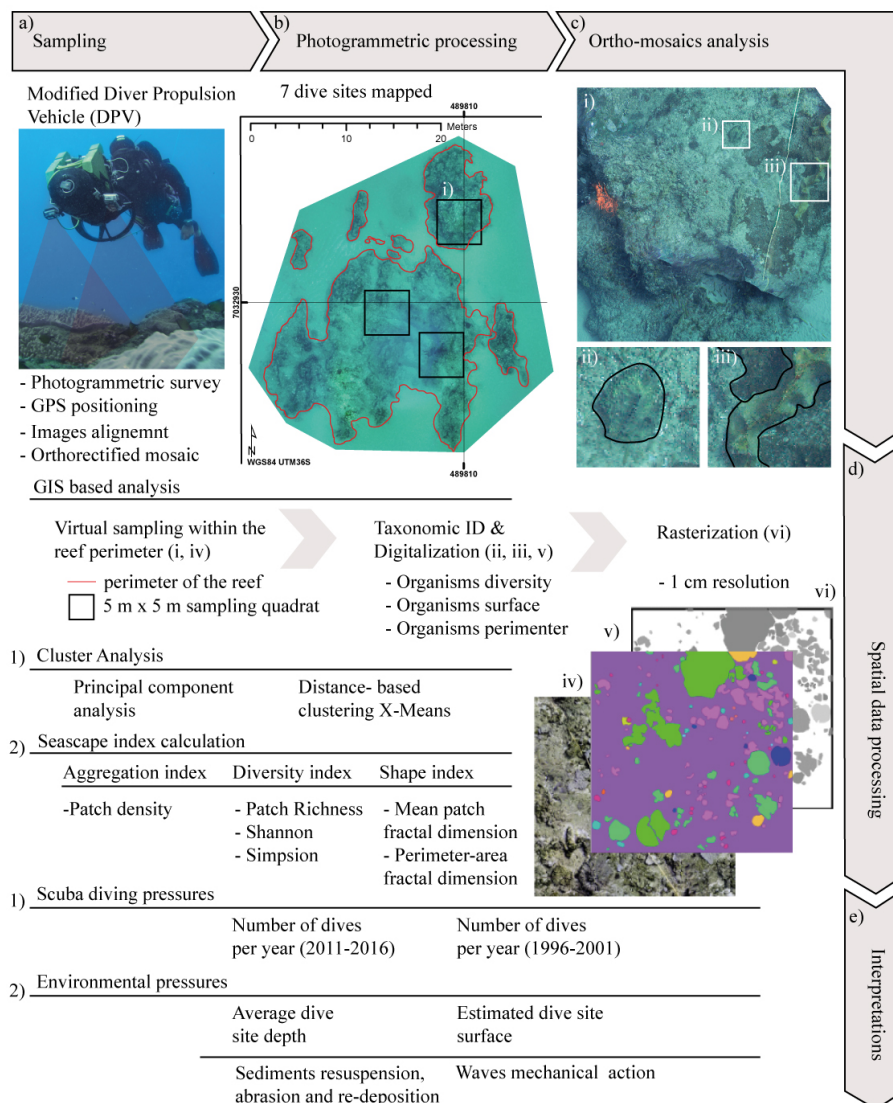 a)
Sampling
b)
Photogrammetric processing
c)
Ortho-mosaics analysis
Modified Diver Propulsion
Vehicle (DPV)
- Photogrammetric survey
- GPS positioning
- Images alignemnt
- Orthorectified mosaic
7 dive sites mapped
489810
0 10 20
Meters
i)
7032930
N
WGS84 UTM36S
489810
i)
ii)
iii)
ii)
iii)
d)
Spatial data processing
GIS based analysis
Virtual sampling within the
reef perimeter (i, iv)
perimeter of the reef
5 m x 5 m sampling quadrat
Taxonomic ID &
Digitalization (ii, iii, v)
- Organisms diversity
- Organisms surface
- Organisms perimenter
Rasterization (vi)
- 1 cm resolution
vi)
v)
iv)
1) Cluster Analysis
Principal component
analysis
Distance- based
clustering X-Means
2) Seascape index calculation
Aggregation index
-Patch density
Diversity index
- Patch Richness
- Shannon
- Simpsion
Shape index
- Mean patch
fractal dimension
- Perimeter-area
fractal dimension
e)
Interpretations
1) Scuba diving pressures
Number of dives
per year (2011-2016)
Number of dives
per year (1996-2001)
2) Environmental pressures
Average dive
site depth
Estimated dive site
surface
Sediments resuspension,
abrasion and re-deposition
Waves mechanical action